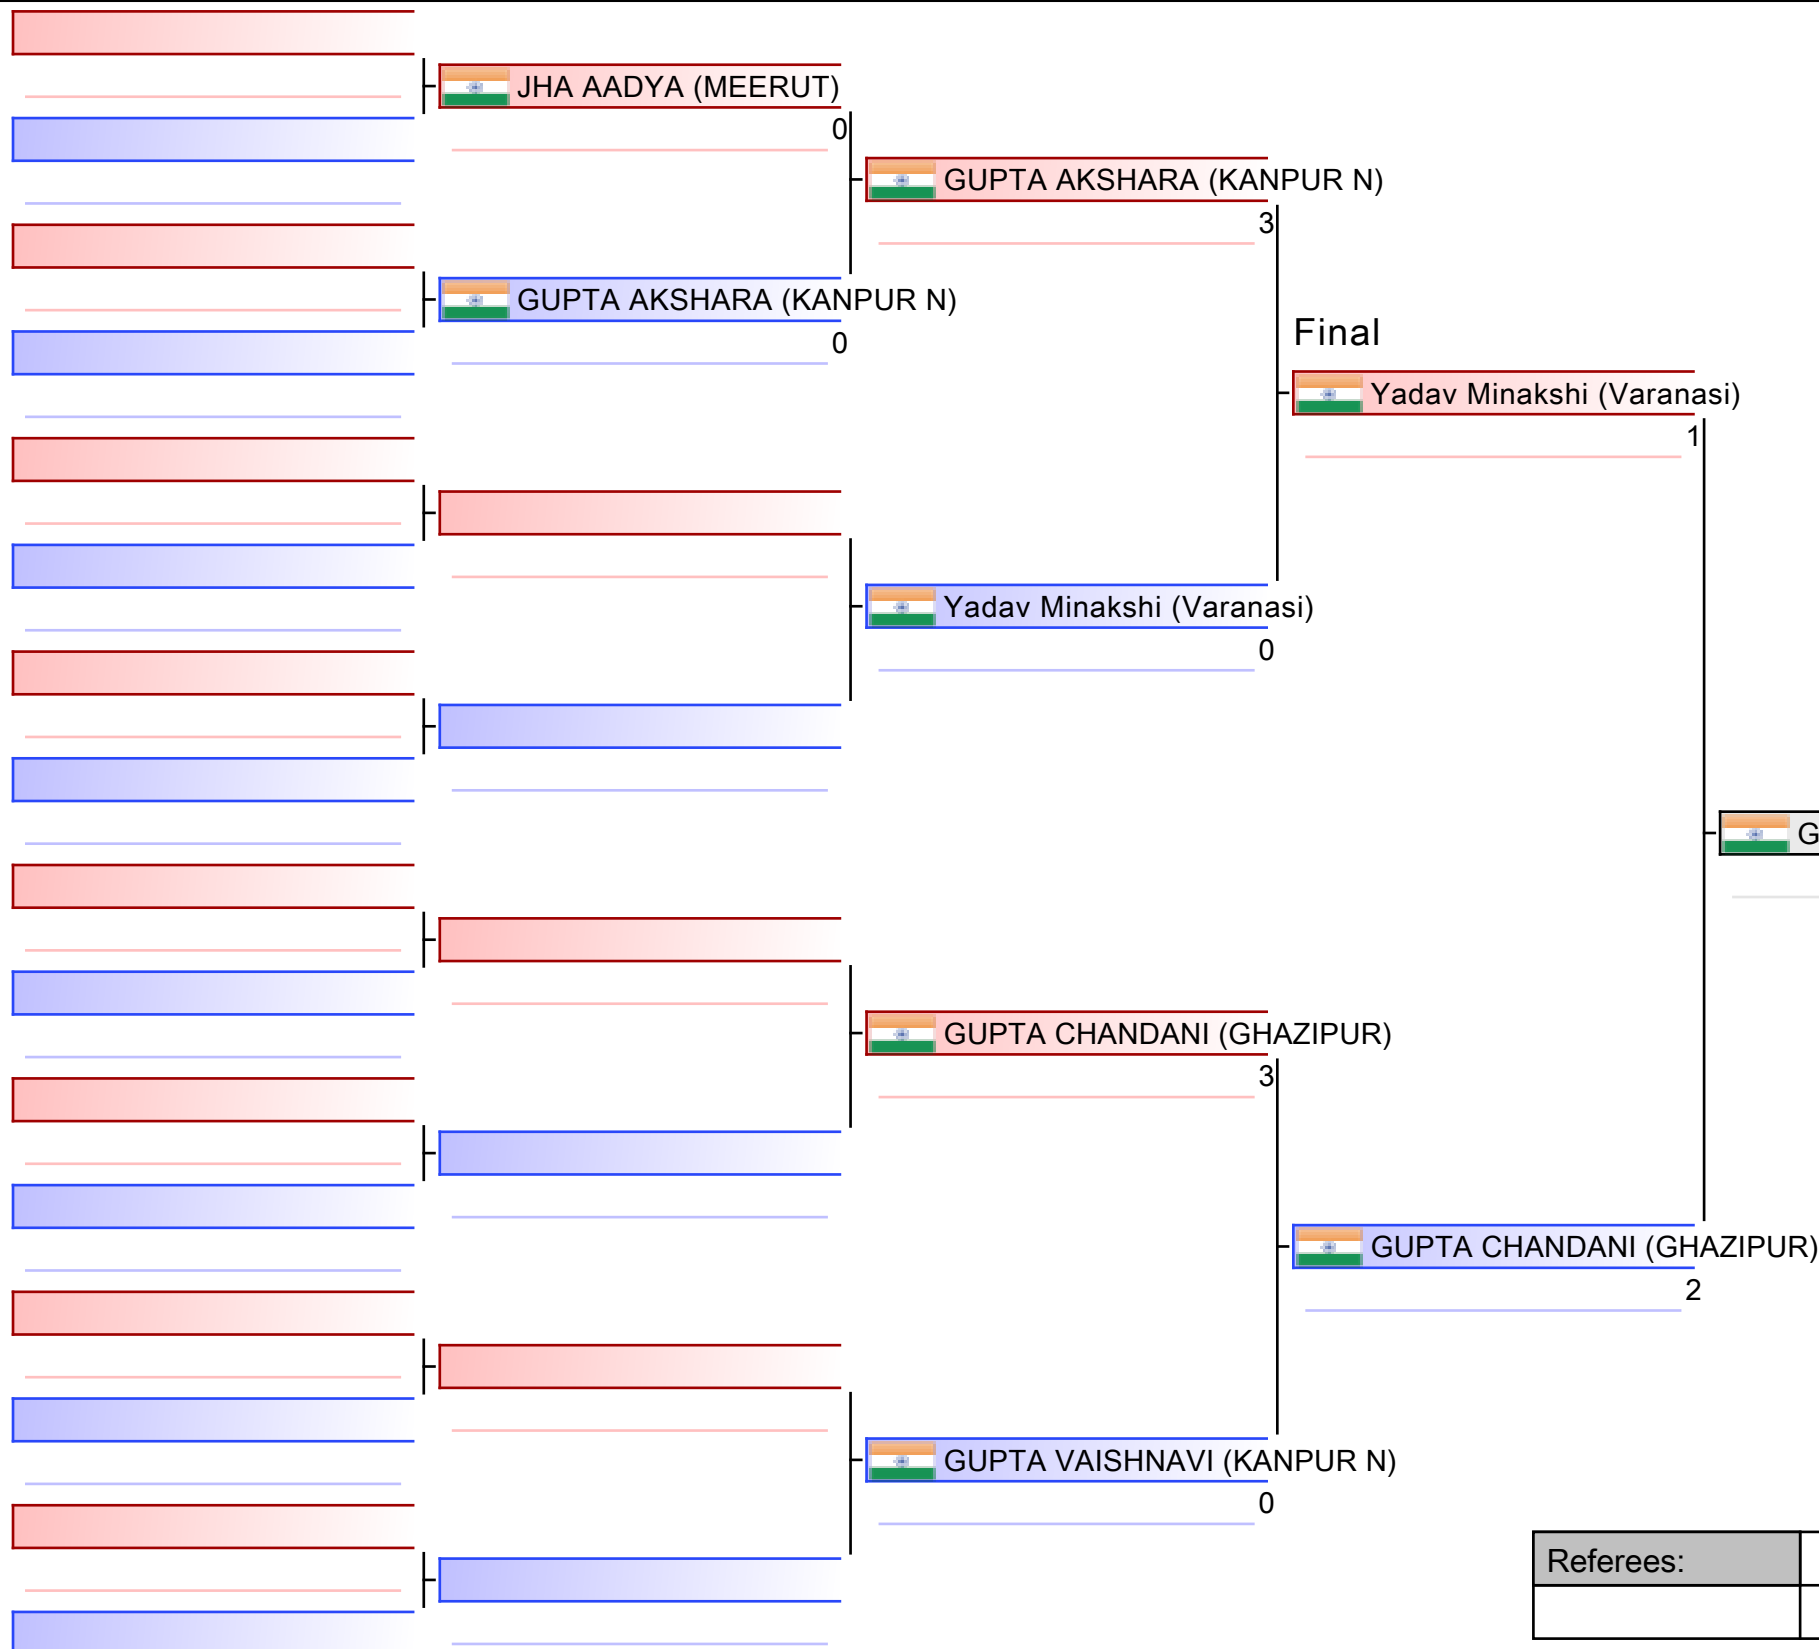 JHA AADYA (MEERUT)
0
GUPTA AKSHARA (KANPUR N)
3
GUPTA AKSHARA (KANPUR N)
0
Final
Yadav Minakshi (Varanasi)
1
Yadav Minakshi (Varanasi)
0
G
GUPTA CHANDANI (GHAZIPUR)
3
GUPTA CHANDANI (GHAZIPUR)
2
GUPTA VAISHNAVI (KANPUR N)
0
Referees: